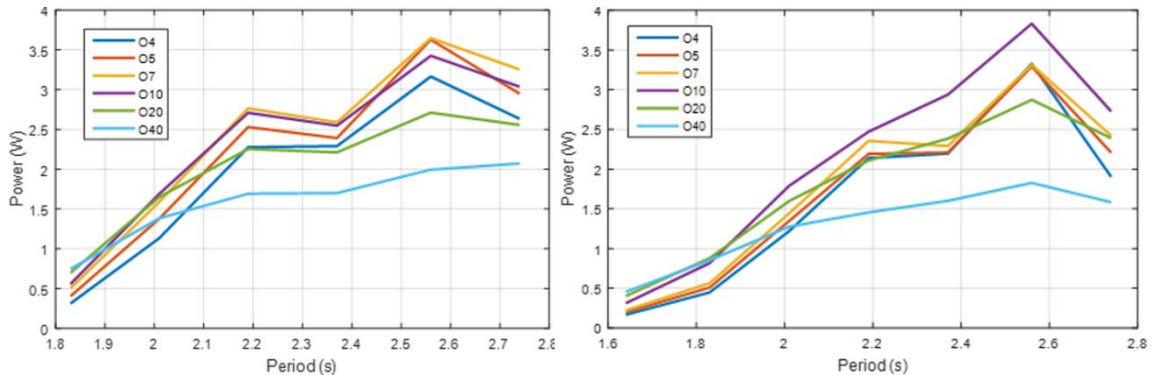 4
3.5
3
2.5
2
1.5
1
0.5
0
Power (W)
O4
O5
O7
O10
O20
O40
1.8 1.9 2 2.1 2.2 2.3 2.4 2.5 2.6 2.7 2.8
Period (s)
4
3.5
3
2.5
2
1.5
1
0.5
0
Power (W)
O4
O5
O7
O10
O20
O40
1.6 1.8 2 2.2 2.4 2.6 2.8
Period (s)